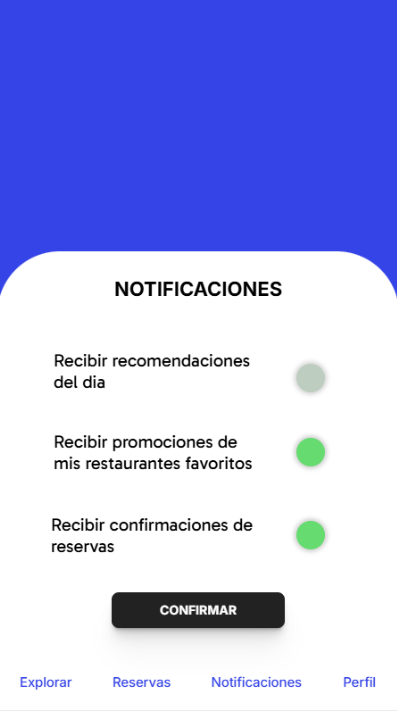 NOTIFICACIONES
Recibir recomendaciones
del dia
Recibir promociones de
mis restaurantes favoritos
Recibir confirmaciones de
reservas
CONFIRMAR
Explorar Reservas Notificaciones Perfil